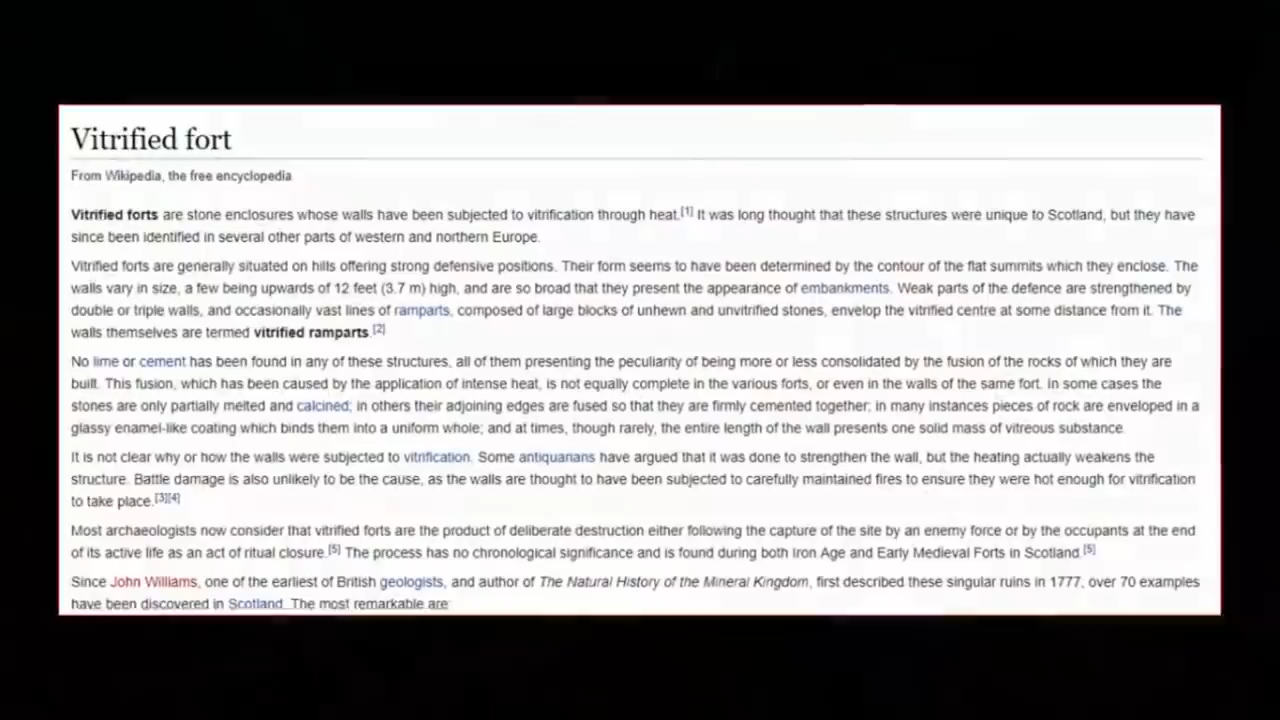 Vitrified fort
From Wikipedia, the free encyclopedia
Vitrified forts are stone enclosures whose walls have been subjected to vitrification through heat.[1] It was long thought that these structures were unique to Scotland, but they have
since been identified in several other parts of western and northern Europe.
Vitrified forts are generally situated on hills offering strong defensive positions. Their form seems to have been determined by the contour of the flat summits which they enclose. The
walls vary in size, a few being upwards of 12 feet (3.7 m) high, and are so broad that they present the appearance of embankments. Weak parts of the defence are strengthened by
double or triple walls, and occasionally vast lines of ramparts, composed of large blocks of unhewn and unvitrified stones, envelop the vitrified centre at some distance from it. The
walls themselves are termed vitrified ramparts.[2]
No lime or cement has been found in any of these structures, all of them presenting the peculiarity of being more or less consolidated by the fusion of the rocks of which they are
built. This fusion, which has been caused by the application of intense heat, is not equally complete in the various forts, or even in the walls of the same fort. In some cases the
stones are only partially melted and calcined; in others their adjoining edges are fused so that they are firmly cemented together; in many instances pieces of rock are enveloped in a
glassy enamel-like coating which binds them into a uniform whole; and at times, though rarely, the entire length of the wall presents one solid mass of vitreous substance.
It is not clear why or how the walls were subjected to vitrification. Some antiquarians have argued that it was done to strengthen the wall, but the heating actually weakens the
structure. Battle damage is also unlikely to be the cause, as the walls are thought to have been subjected to carefully maintained fires to ensure they were hot enough for vitrification
to take place.[3][4]
Most archaeologists now consider that vitrified forts are the product of deliberate destruction either following the capture of the site by an enemy force or by the occupants at the end
of its active life as an act of ritual closure.[5] The process has no chronological significance and is found during both Iron Age and Early Medieval Forts in Scotland.[5]
Since John Williams, one of the earliest of British geologists, and author of The Natural History of the Mineral Kingdom, first described these singular ruins in 1777, over 70 examples
have been discovered in Scotland. The most remarkable are